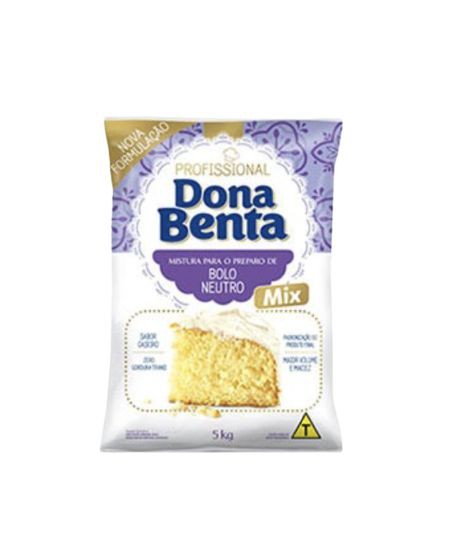 NOVA
FORMULAÇÃO
PROFISSIONAL
Dona
Benta
MISTURA PARA O PREPARO DE
BOLO
NEUTRO
Mix
SABOR
CASEIRO
ZERO
GORDURA TRANS
PADRONIZAÇÃO DO
PRODUTO FINAL
MAIOR VOLUME
E MACIEZ
5 kg
T